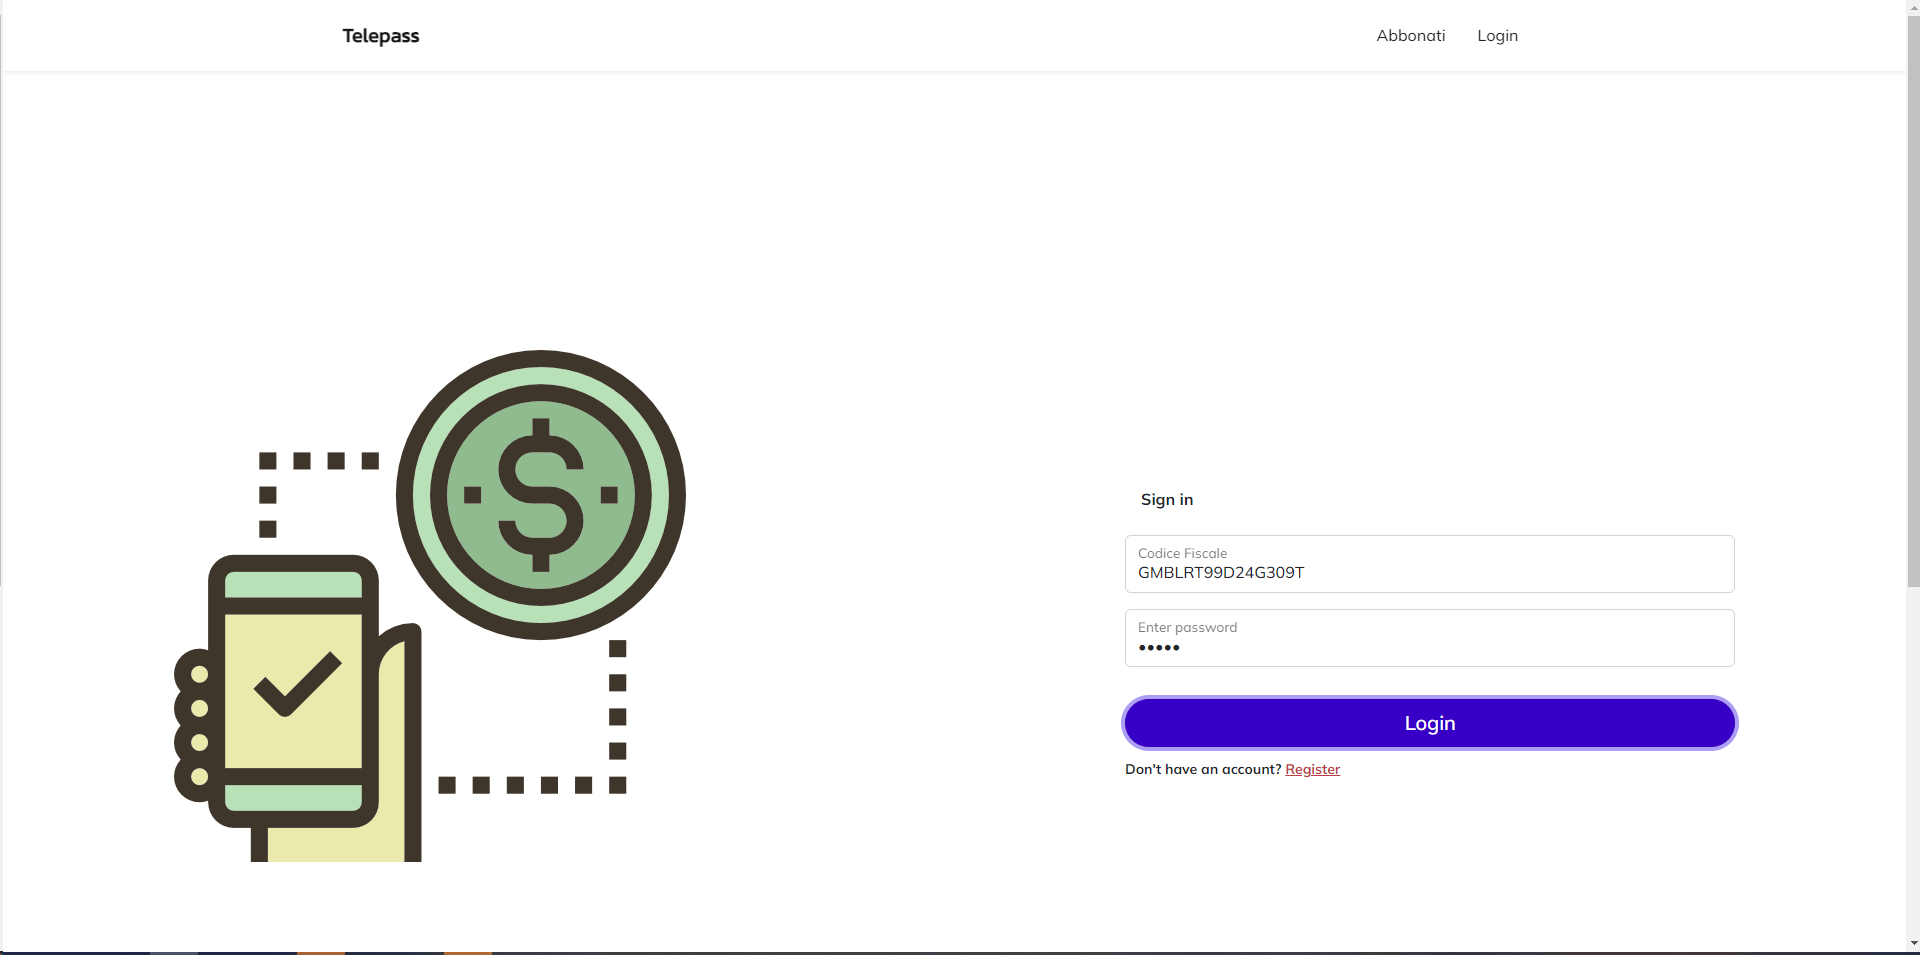 Telepass
Abbonati Login
$
Sign in
Codice Fiscale
GMBLRT99D24G309T
Enter password
•••••
Login
Don't have an account? Register